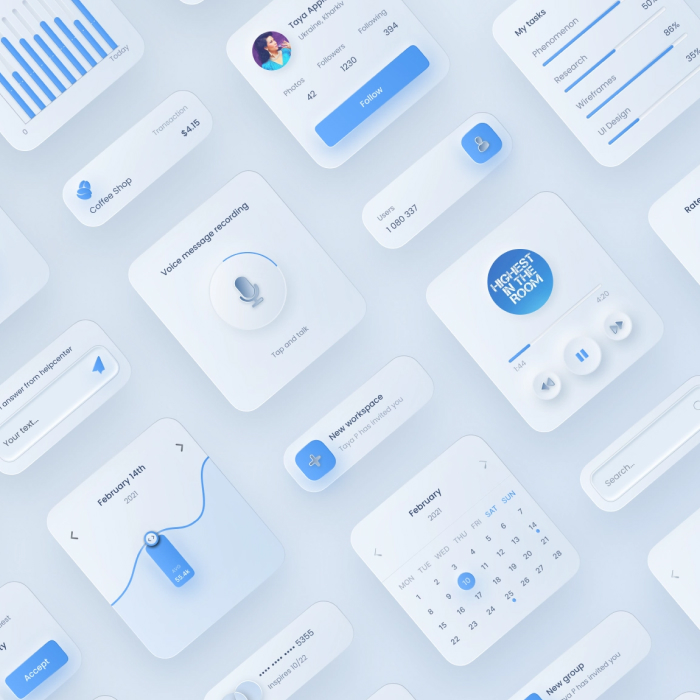 Today
0
Transaction
$4.15
Coffee Shop
Ukraine, Kharkiv
Photos
42
Followers
1230
Following
394
Follow
My tasks
Phenomenon
Research
86%
Wireframes
35%
UI Design
Users
1 080 337
Voice message recording
Tap and talk
HIGHEST
IN THE
ROOM
1:44
4:20
Rate
answer from helpcenter
Your text...
New workspace
Taya P has invited you
Search...
February 14th
2021
$5.4k
February
2021
MON TUE WED THU FRI SAT SUN
1 2 3 4 5 6 7
8 9 10 11 12 13 14
15 16 17 18 19 20 21
22 23 24 25 26 27 28
Accept
•••• •••• 5355
Inspires 10/22
New group
Taya P has invited you